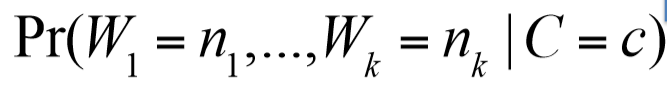 Pr(W₁ = n₁,...,Wₖ = nₖ | C = c)